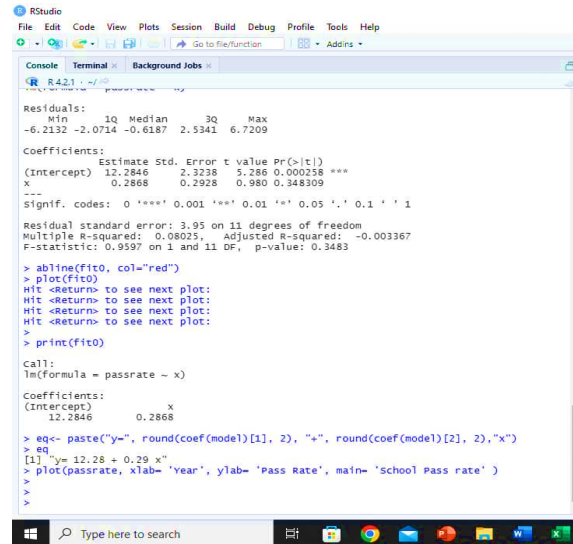 RStudio
File Edit Code View Plots Session Build Debug Profile Tools Help
Go to file/function Addins
Console Terminal × Background Jobs ×
R R 4.2.1 · ~/
Residuals:
Min 1Q Median 3Q Max
-6.2132 -2.0714 -0.6187 2.5341 6.7209
Coefficients:
Estimate Std. Error t value Pr(>|t|)
(Intercept) 12.2846 2.3238 5.286 0.000258 ***
x 0.2868 0.2928 0.980 0.348309
---
Signif. codes: 0 '***' 0.001 '**' 0.01 '*' 0.05 '.' 0.1 ' ' 1
Residual standard error: 3.95 on 11 degrees of freedom
Multiple R-squared: 0.08025, Adjusted R-squared: -0.003367
F-statistic: 0.9597 on 1 and 11 DF, p-value: 0.3483
> abline(fit0, col="red")
> plot(fit0)
Hit <Return> to see next plot:
Hit <Return> to see next plot:
Hit <Return> to see next plot:
Hit <Return> to see next plot:
>
> print(fit0)
Call:
lm(formula = passrate ~ x)
Coefficients:
(Intercept) x
12.2846 0.2868
> eq<- paste("y=", round(coef(model)[1], 2), "+", round(coef(model)[2], 2),"x")
> eq
[1] "y= 12.28 + 0.29 x"
> plot(passrate, xlab= 'Year', ylab= 'Pass Rate', main= 'School Pass rate' )
>
>
>
Type here to search